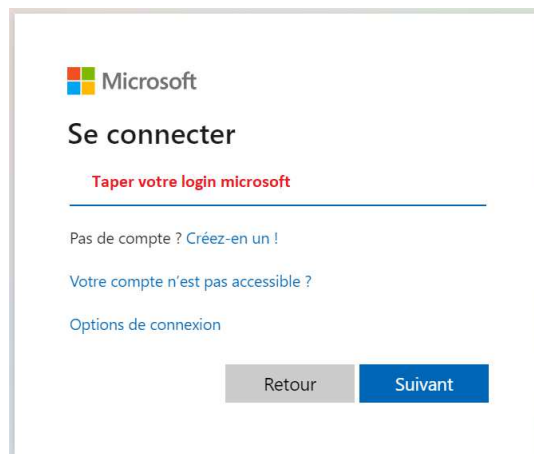 Microsoft
Se connecter
Taper votre login microsoft
Pas de compte ? Créez-en un !
Votre compte n'est pas accessible ?
Options de connexion
Retour Suivant